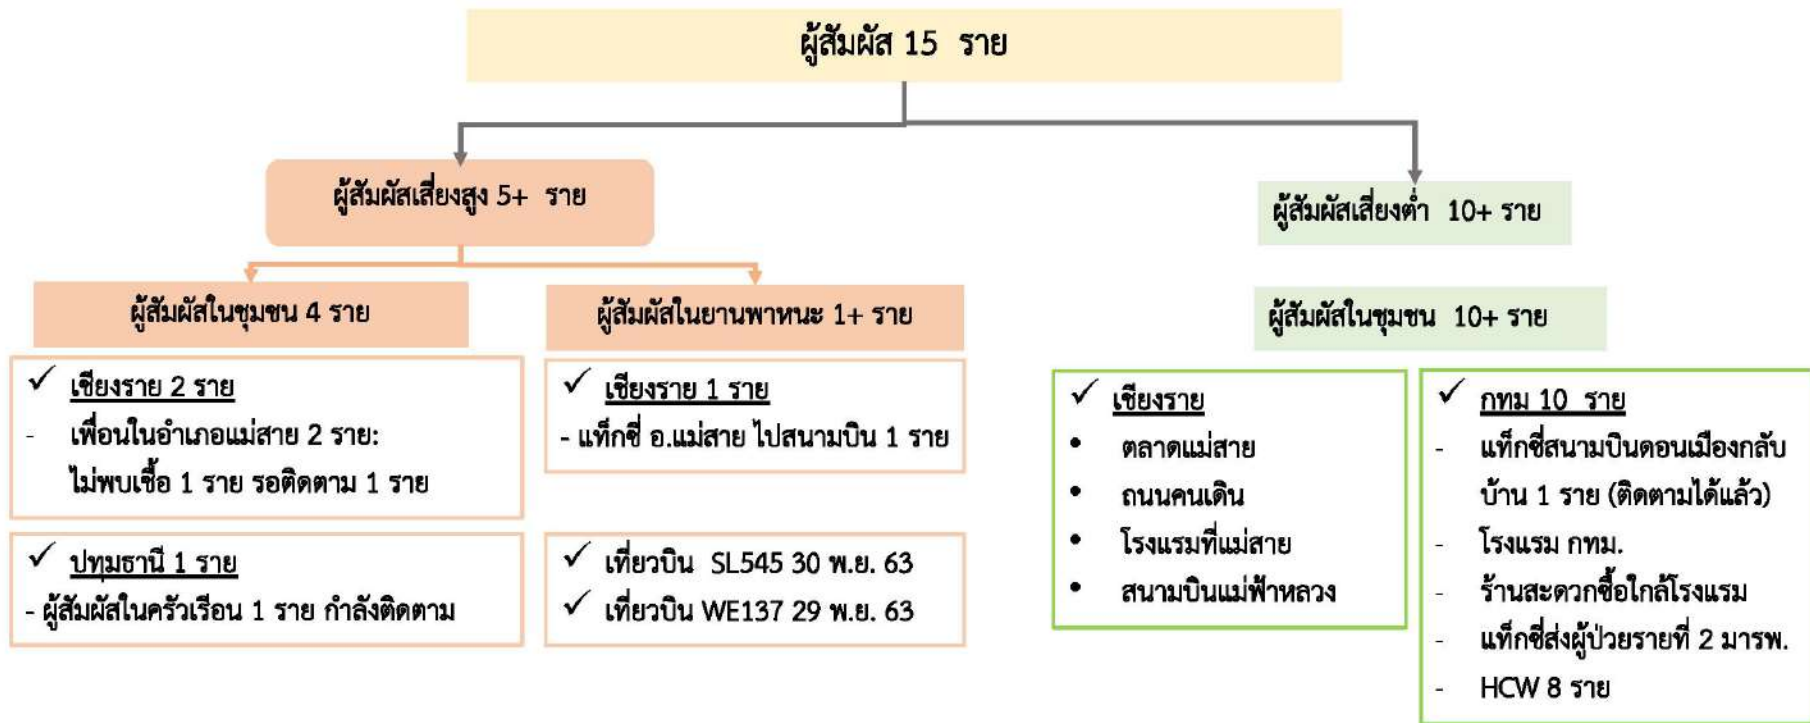 ผู้สัมผัส 15 ราย
ผู้สัมผัสเสี่ยงสูง 5+ ราย
ผู้สัมผัสในชุมชน 4 ราย
✓ เชียงราย 2 ราย
- เพื่อนในอำเภอแม่สาย 2 ราย:
ไม่พบเชื้อ 1 ราย รอติดตาม 1 ราย
✓ ปทุมธานี 1 ราย
- ผู้สัมผัสในครัวเรือน 1 ราย กำลังติดตาม
ผู้สัมผัสในยานพาหนะ 1+ ราย
✓ เชียงราย 1 ราย
- แท็กซี่ อ.แม่สาย ไปสนามบิน 1 ราย
✓ เที่ยวบิน SL545 30 พ.ย. 63
✓ เที่ยวบิน WE137 29 พ.ย. 63
ผู้สัมผัสเสี่ยงต่ำ 10+ ราย
ผู้สัมผัสในชุมชน 10+ ราย
✓ เชียงราย
• ตลาดแม่สาย
• ถนนคนเดิน
• โรงแรมที่แม่สาย
• สนามบินแม่ฟ้าหลวง
✓ กทม 10 ราย
- แท็กซี่สนามบินดอนเมืองกลับ
บ้าน 1 ราย (ติดตามได้แล้ว)
- โรงแรม กทม.
- ร้านสะดวกซื้อใกล้โรงแรม
- แท็กซี่ส่งผู้ป่วยรายที่ 2 มารพ.
- HCW 8 ราย